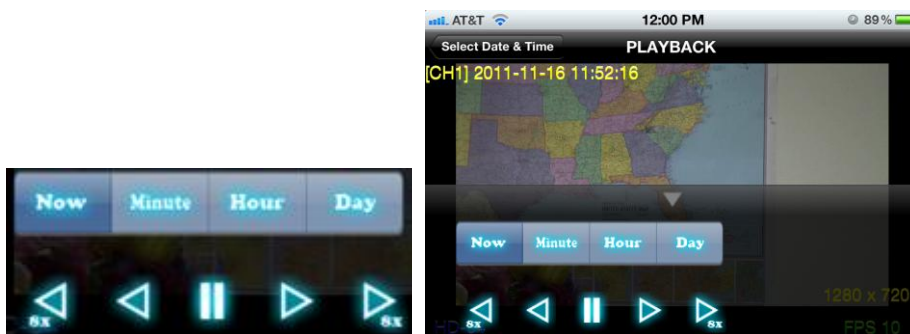 Now Minute Hour Day
8x 8x
AT&T 12:00 PM 89%
Select Date & Time PLAYBACK
[CH1] 2011-11-16 11:52:16
Now Minute Hour Day
8x 8x
1280 x 720
HD
FPS 10